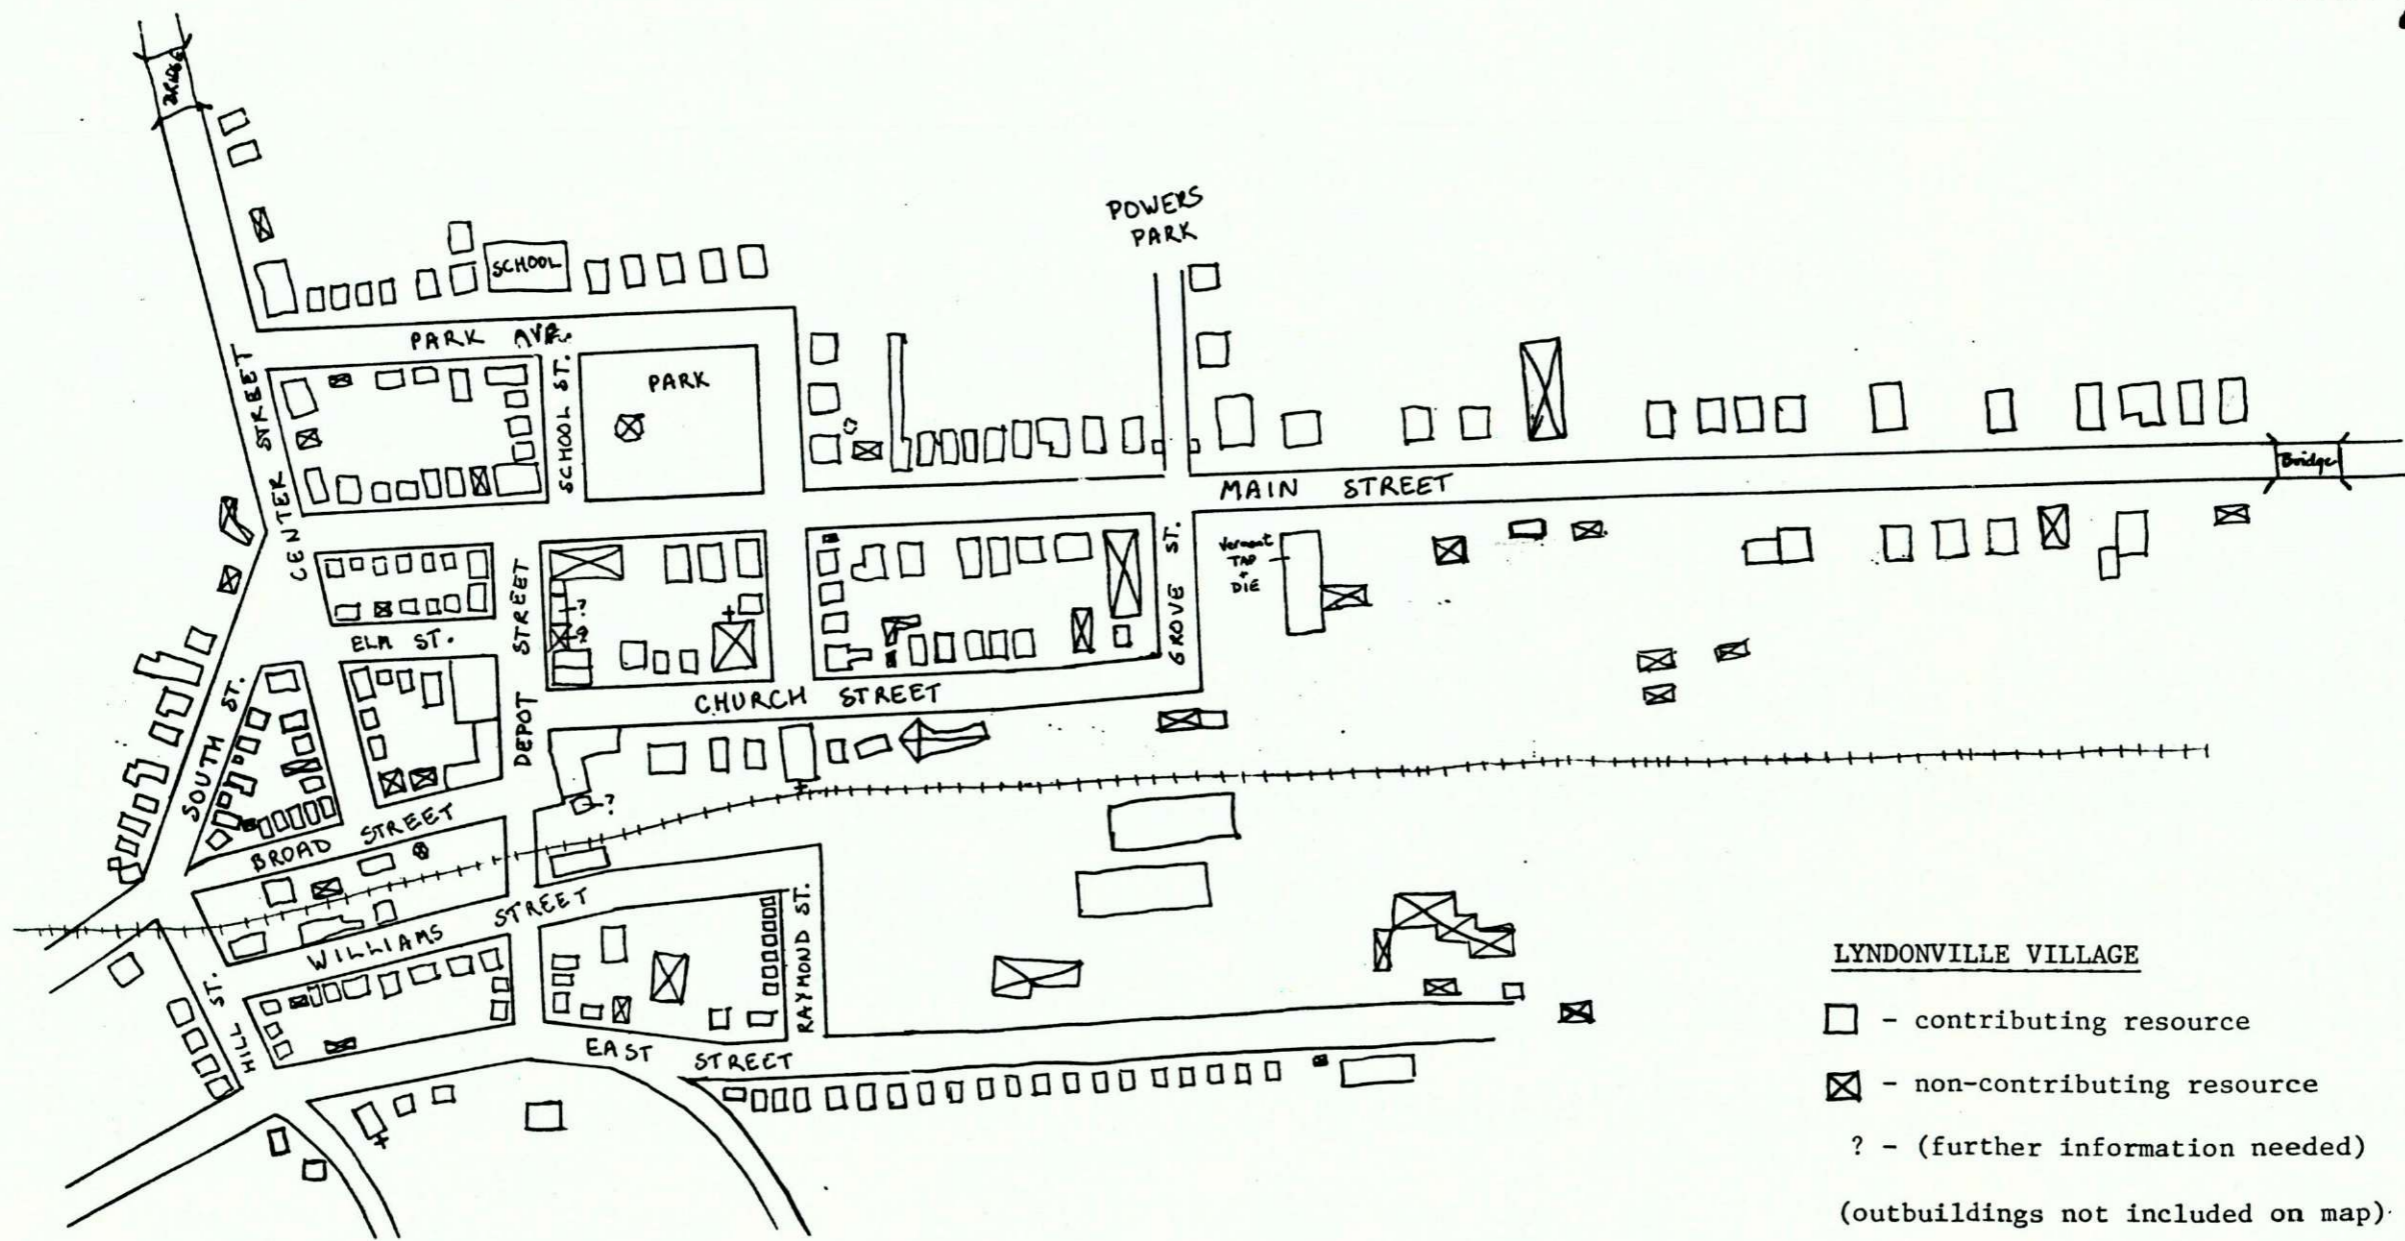 BRIDGE
POWERS
PARK
SCHOOL
PARK AVE.
SCHOOL ST.
PARK
CENTER STREET
MAIN STREET
Bridge
Vermont
TAP
+
DIE
GROVE ST.
DEPOT STREET
?
?
ELM ST.
CHURCH STREET
SOUTH ST.
?
BROAD STREET
WILLIAMS STREET
RAYMOND ST.
HILL ST.
EAST STREET
LYNDONVILLE VILLAGE
- contributing resource
- non-contributing resource
? - (further information needed)
(outbuildings not included on map)